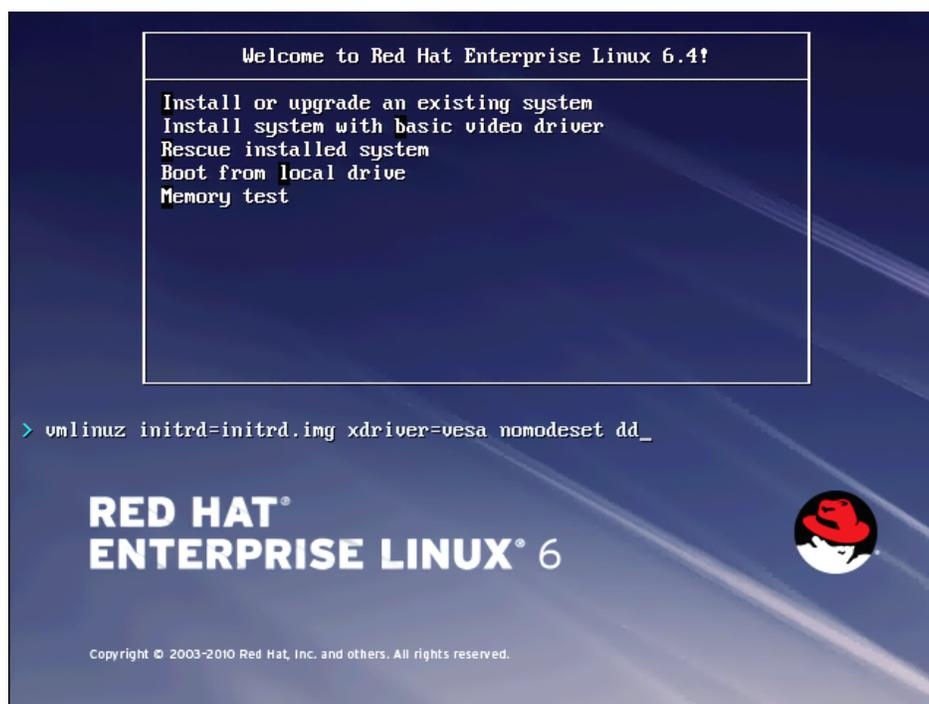 Welcome to Red Hat Enterprise Linux 6.4!
Install or upgrade an existing system
Install system with basic video driver
Rescue installed system
Boot from local drive
Memory test
> vmlinuz initrd=initrd.img xdriver=vesa nomodeset dd_
RED HAT®
ENTERPRISE LINUX® 6
Copyright © 2003-2010 Red Hat, Inc. and others. All rights reserved.